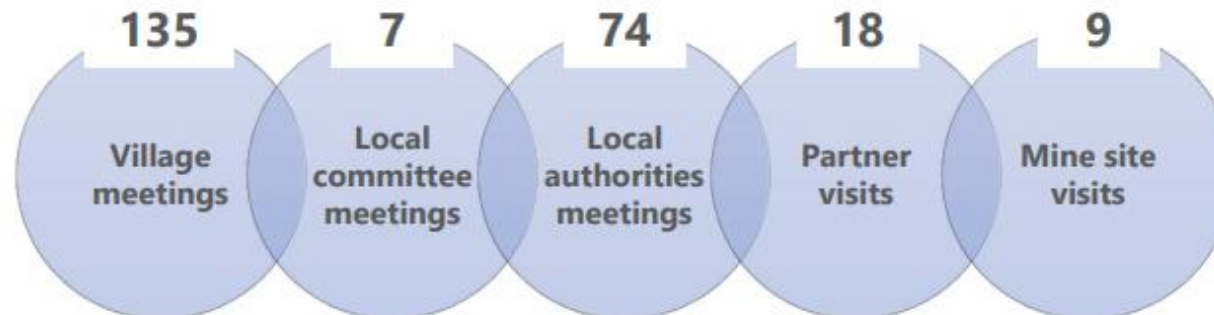 135
Village
meetings
7
Local
committee
meetings
74
Local
authorities
meetings
18
Partner
visits
9
Mine site
visits